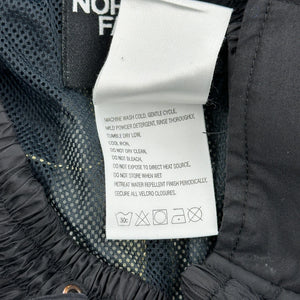 NORTH
FA
MACHINE WASH COLD, GENTLE CYCLE.
MILD POWDER DETERGENT, RINSE THOROUGHLY.
TUMBLE DRY LOW.
COOL IRON.
DO NOT DRY CLEAN.
DO NOT BLEACH.
DO NOT EXPOSE TO DIRECT HEAT SOURCE.
DO NOT STORE WHEN WET
RETREAT WATER REPELLENT FINISH PERIODICALLY.
SECURE ALL VELCRO CLOSURES.
30c